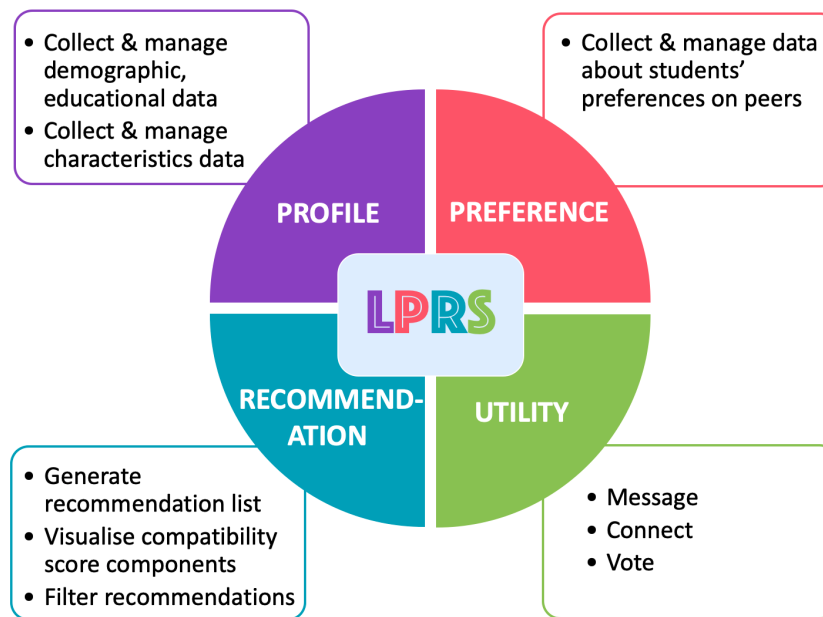 • Collect & manage
demographic,
educational data
• Collect & manage
characteristics data
• Collect & manage data
about students’
preferences on peers
PROFILE
PREFERENCE
LPRS
RECOMMEND-
ATION
UTILITY
• Generate
recommendation list
• Visualise compatibility
score components
• Filter recommendations
• Message
• Connect
• Vote